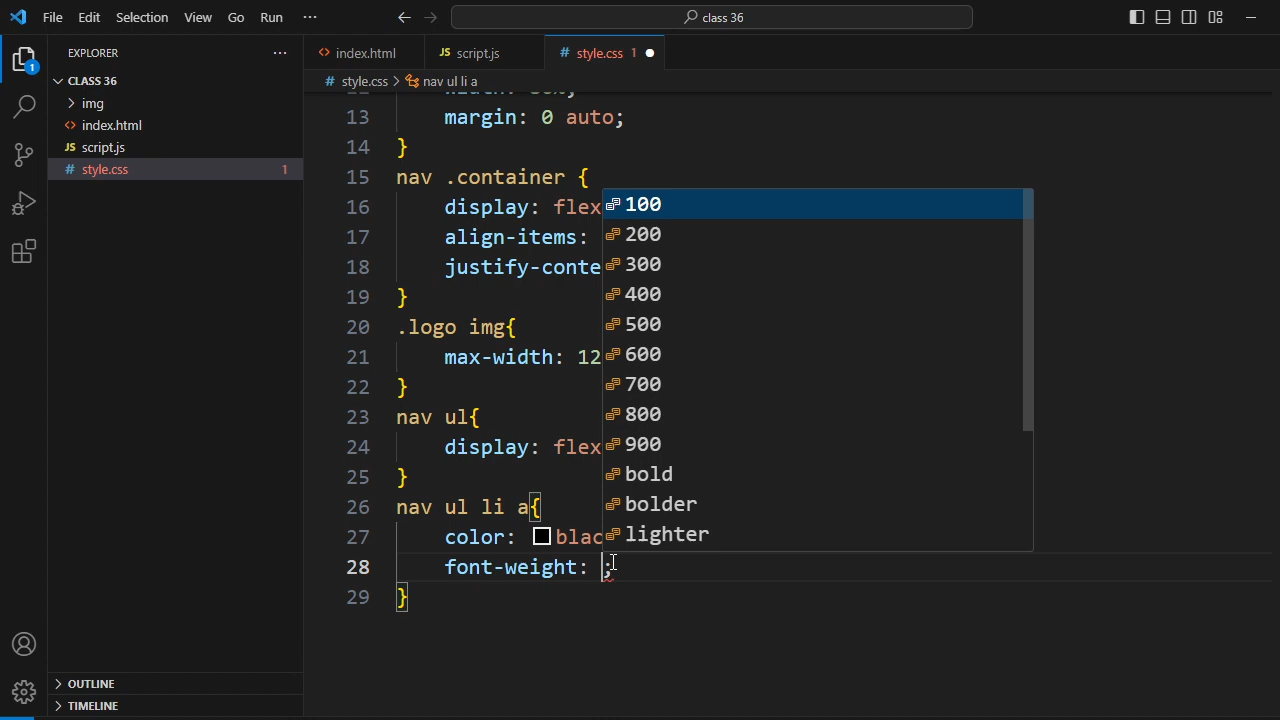 File Edit Selection View Go Run ··· class 36
EXPLORER ···
index.html
JS script.js
# style.css 1
1
CLASS 36
# style.css > nav ul li a
img
index.html
JS script.js
# style.css 1
13 margin: 0 auto;
14 }
15 nav .container {
16 display: flex
17 align-items:
18 justify-conte
19 }
20 .logo img{
21 max-width: 12
22 }
23 nav ul{
24 display: flex
25 }
26 nav ul li a{
27 color: blac
28 font-weight: ;
29 }
100
200
300
400
500
600
700
800
900
bold
bolder
lighter
OUTLINE
TIMELINE